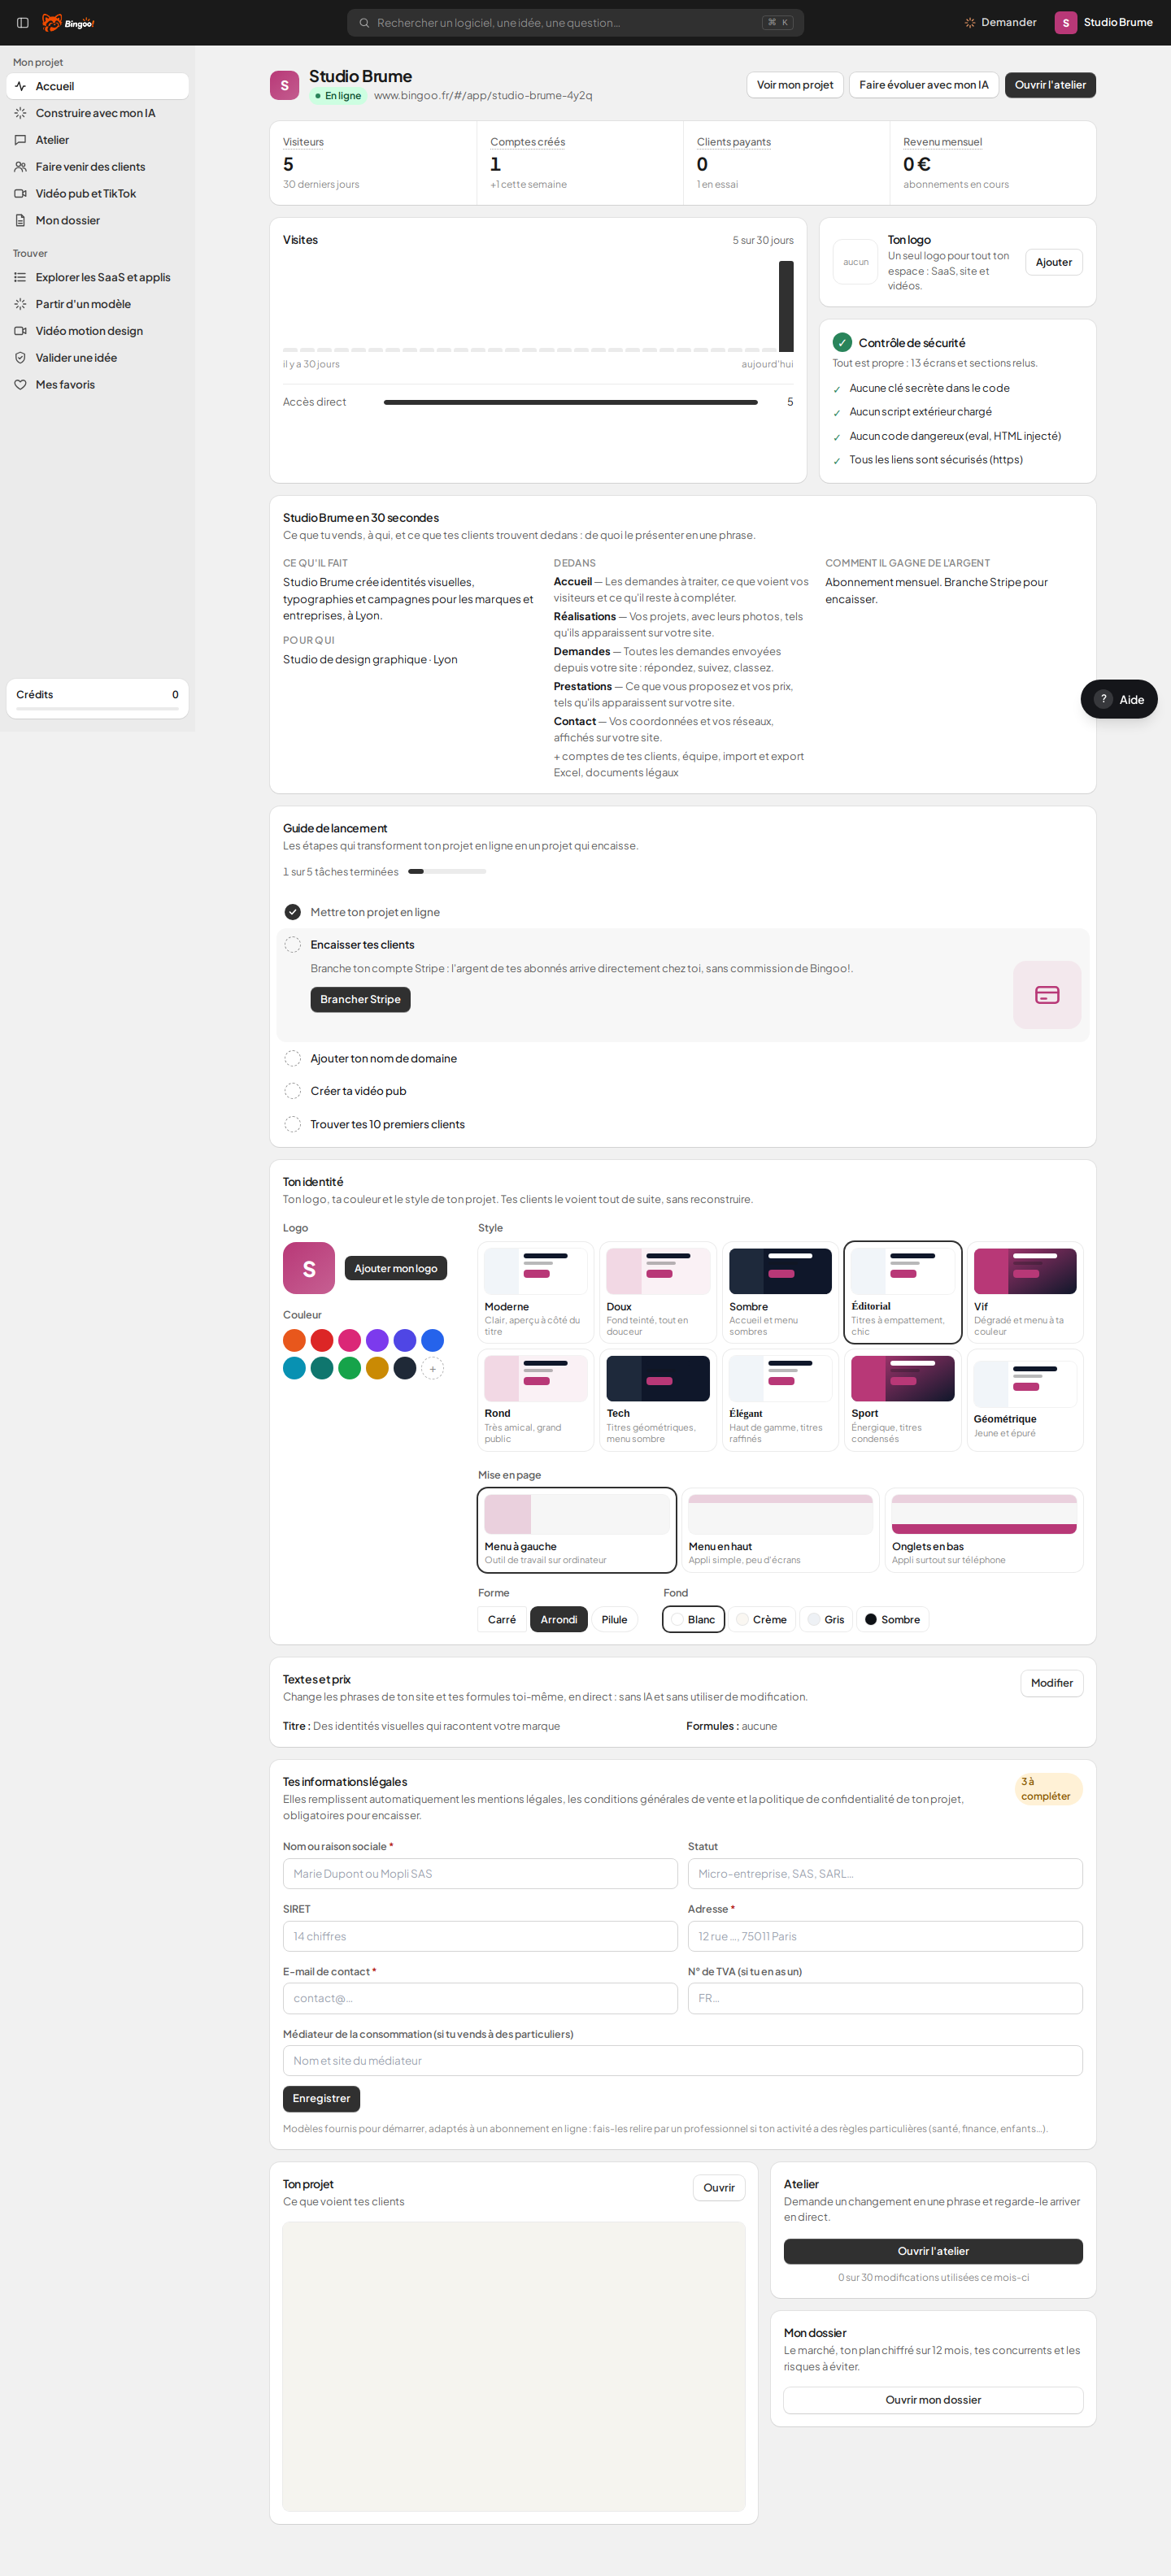 Bingoo!
Rechercher un logiciel, une idée, une question...
⌘ K
Demander
S
Studio Brume
Mon projet
Accueil
Construire avec mon IA
Atelier
Faire venir des clients
Vidéo pub et TikTok
Mon dossier
Trouver
Explorer les SaaS et applis
Partir d'un modèle
Vidéo motion design
Valider une idée
Mes favoris
Crédits
0
S
Studio Brume
En ligne
www.bingoo.fr/#/app/studio-brume-4y2q
Voir mon projet
Faire évoluer avec mon IA
Ouvrir l'atelier
Visiteurs
5
30 derniers jours
Comptes créés
1
+1 cette semaine
Clients payants
0
1 en essai
Revenu mensuel
0 €
abonnements en cours
Visites
5 sur 30 jours
il y a 30 jours
aujourd'hui
Accès direct
5
aucun
Ton logo
Un seul logo pour tout ton
espace : SaaS, site et
vidéos.
Ajouter
Contrôle de sécurité
Tout est propre : 13 écrans et sections relus.
Aucune clé secrète dans le code
Aucun script extérieur chargé
Aucun code dangereux (eval, HTML injecté)
Tous les liens sont sécurisés (https)
Studio Brume en 30 secondes
Ce que tu vends, à qui, et ce que tes clients trouvent dedans : de quoi le présenter en une phrase.
CE QU'IL FAIT
Studio Brume crée identités visuelles,
typographies et campagnes pour les marques et
entreprises, à Lyon.
POUR QUI
Studio de design graphique · Lyon
DEDANS
Accueil — Les demandes à traiter, ce que voient vos
visiteurs et ce qu'il reste à compléter.
Réalisations — Vos projets, avec leurs photos, tels
qu'ils apparaissent sur votre site.
Demandes — Toutes les demandes envoyées
depuis votre site : répondez, suivez, classez.
Prestations — Ce que vous proposez et vos prix,
tels qu'ils apparaissent sur votre site.
Contact — Vos coordonnées et vos réseaux,
affichés sur votre site.
+ comptes de tes clients, équipe, import et export
Excel, documents légaux
COMMENT IL GAGNE DE L'ARGENT
Abonnement mensuel. Branche Stripe pour
encaisser.
? Aide
Guide de lancement
Les étapes qui transforment ton projet en ligne en un projet qui encaisse.
1 sur 5 tâches terminées
Mettre ton projet en ligne
Encaisser tes clients
Branche ton compte Stripe : l'argent de tes abonnés arrive directement chez toi, sans commission de Bingoo!.
Brancher Stripe
Ajouter ton nom de domaine
Créer ta vidéo pub
Trouver tes 10 premiers clients
Ton identité
Ton logo, ta couleur et le style de ton projet. Tes clients le voient tout de suite, sans reconstruire.
Logo
S
Ajouter mon logo
Couleur
+
Style
Moderne
Clair, aperçu à côté du
titre
Doux
Fond teinté, tout en
douceur
Sombre
Accueil et menu
sombres
Éditorial
Titres à empattement,
chic
Vif
Dégradé et menu à ta
couleur
Rond
Très amical, grand
public
Tech
Titres géométriques,
menu sombre
Élégant
Haut de gamme, titres
raffinés
Sport
Énergique, titres
condensés
Géométrique
Jeune et épuré
Mise en page
Menu à gauche
Outil de travail sur ordinateur
Menu en haut
Appli simple, peu d'écrans
Onglets en bas
Appli surtout sur téléphone
Forme
Carré
Arrondi
Pilule
Fond
Blanc
Crème
Gris
Sombre
Textes et prix
Change les phrases de ton site et tes formules toi-même, en direct : sans IA et sans utiliser de modification.
Modifier
Titre : Des identités visuelles qui racontent votre marque
Formules : aucune
Tes informations légales
Elles remplissent automatiquement les mentions légales, les conditions générales de vente et la politique de confidentialité de ton projet,
obligatoires pour encaisser.
3 à
compléter
Nom ou raison sociale *
Marie Dupont ou Mopli SAS
Statut
Micro-entreprise, SAS, SARL...
SIRET
14 chiffres
Adresse *
12 rue ..., 75011 Paris
E-mail de contact *
contact@...
N° de TVA (si tu en as un)
FR...
Médiateur de la consommation (si tu vends à des particuliers)
Nom et site du médiateur
Enregistrer
Modèles fournis pour démarrer, adaptés à un abonnement en ligne : fais-les relire par un professionnel si ton activité a des règles particulières (santé, finance, enfants...).
Ton projet
Ce que voient tes clients
Ouvrir
Atelier
Demande un changement en une phrase et regarde-le arriver
en direct.
Ouvrir l'atelier
0 sur 30 modifications utilisées ce mois-ci
Mon dossier
Le marché, ton plan chiffré sur 12 mois, tes concurrents et les
risques à éviter.
Ouvrir mon dossier